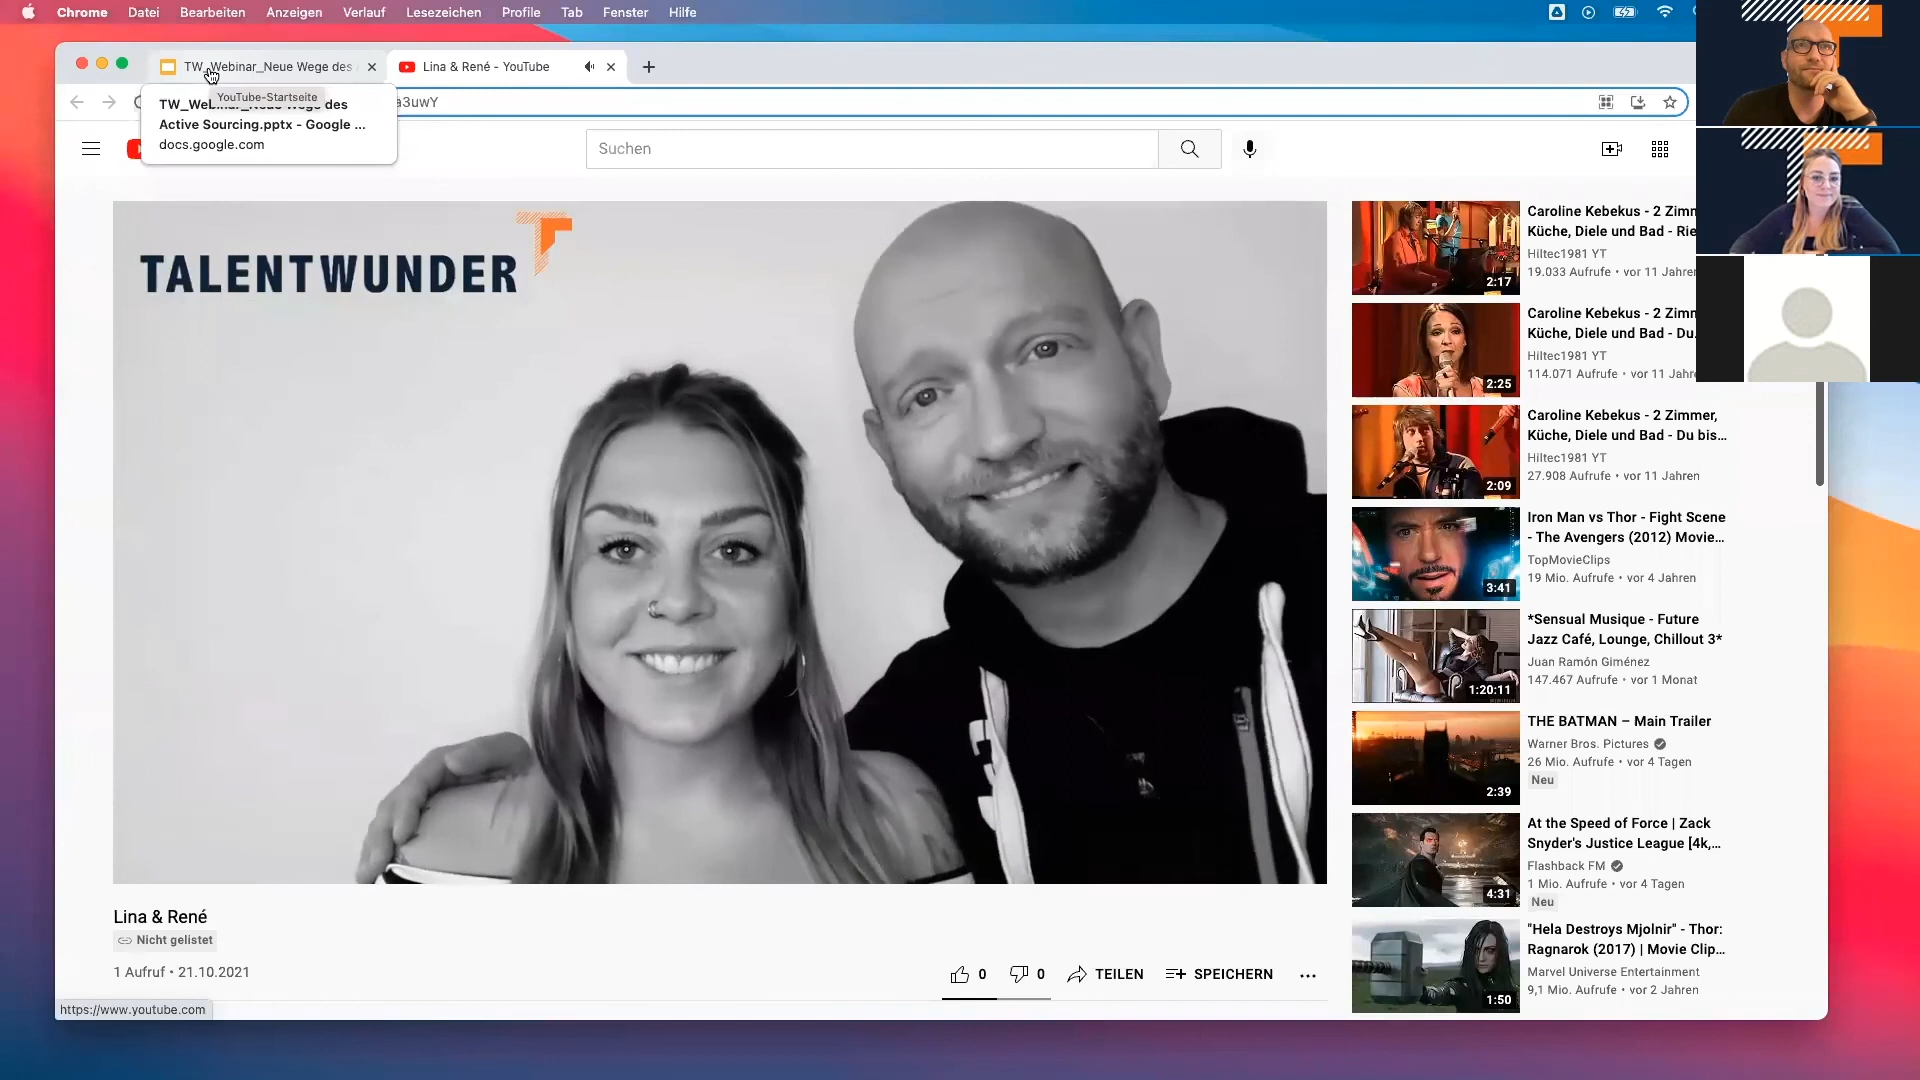 Chrome Datei Bearbeiten Anzeigen Verlauf Lesezeichen Profile Tab Fenster Hilfe
TW_Webinar_Neue Wege des
Lina & René - YouTube
a3uwY
YouTube-Startseite
TW_Webinar_Neue Wege des
Active Sourcing.pptx - Google ...
docs.google.com
Suchen
TALENTWUNDER
Lina & René
Nicht gelistet
1 Aufruf • 21.10.2021
0 0 TEILEN SPEICHERN
https://www.youtube.com
Caroline Kebekus - 2 Zimm
Küche, Diele und Bad - Rie
Hiltec1981 YT
19.033 Aufrufe • vor 11 Jahren
2:17
Caroline Kebekus - 2 Zimm
Küche, Diele und Bad - Du.
Hiltec1981 YT
114.071 Aufrufe • vor 11 Jahre
2:25
Caroline Kebekus - 2 Zimmer,
Küche, Diele und Bad - Du bis...
Hiltec1981 YT
27.908 Aufrufe • vor 11 Jahren
2:09
Iron Man vs Thor - Fight Scene
- The Avengers (2012) Movie...
TopMovieClips
19 Mio. Aufrufe • vor 4 Jahren
3:41
*Sensual Musique - Future
Jazz Café, Lounge, Chillout 3*
Juan Ramón Giménez
147.467 Aufrufe • vor 1 Monat
1:20:11
THE BATMAN – Main Trailer
Warner Bros. Pictures
26 Mio. Aufrufe • vor 4 Tagen
Neu
2:39
At the Speed of Force | Zack
Snyder's Justice League [4k,...
Flashback FM
1 Mio. Aufrufe • vor 4 Tagen
Neu
4:31
"Hela Destroys Mjolnir" - Thor:
Ragnarok (2017) | Movie Clip...
Marvel Universe Entertainment
9,1 Mio. Aufrufe • vor 2 Jahren
1:50